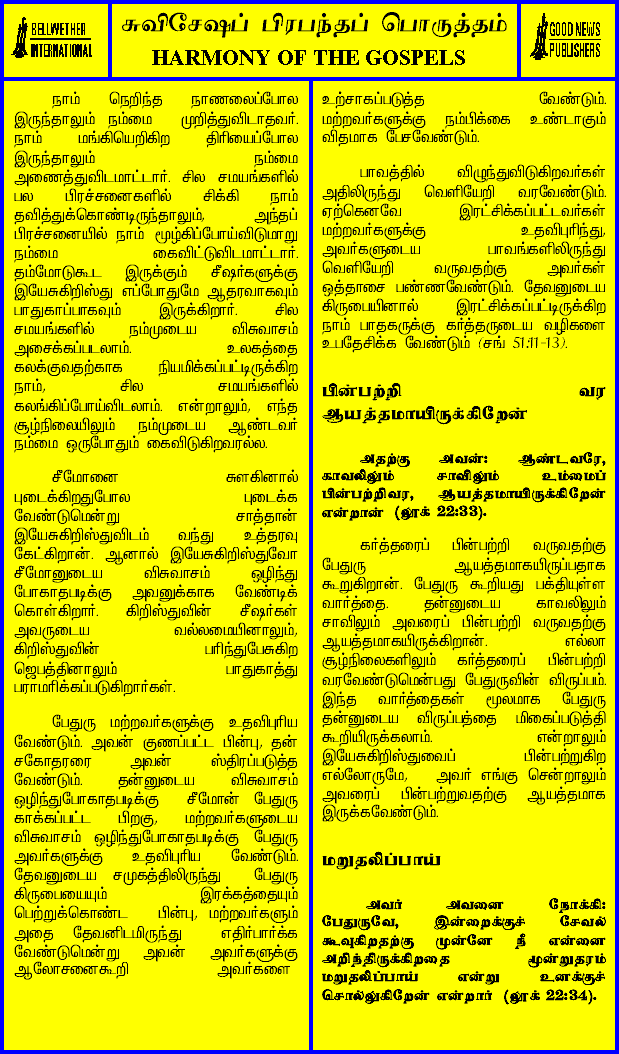 BELLWETHER
INTERNATIONAL
சுவிசேஷப் பிரபந்தப் பொருத்தம்
HARMONY OF THE GOSPELS
GOOD NEWS
PUBLISHERS
நாம் நெறிந்த நாணலைப்போல
இருந்தாலும் நம்மை முறித்துவிடாதவர்.
நாம் மங்கியெறிகிற திரியைப்போல
இருந்தாலும் நம்மை
அணைத்துவிடமாட்டார். சில சமயங்களில்
பல பிரச்சனைகளில் சிக்கி நாம்
தவித்துக்கொண்டிருந்தாலும், அந்தப்
பிரச்சனையில் நாம் மூழ்கிப்போய்விடுமாறு
நம்மை கைவிட்டுவிடமாட்டார்.
தம்மோடுகூட இருக்கும் சீஷர்களுக்கு
இயேசுகிறிஸ்து எப்போதுமே ஆதரவாகவும்
பாதுகாப்பாகவும் இருக்கிறார். சில
சமயங்களில் நம்முடைய விசுவாசம்
அசைக்கப்படலாம். உலகத்தை
கலக்குவதற்காக நியமிக்கப்பட்டிருக்கிற
நாம், சில சமயங்களில்
கலங்கிப்போய்விடலாம். என்றாலும், எந்த
சூழ்நிலையிலும் நம்முடைய ஆண்டவர்
நம்மை ஒருபோதும் கைவிடுகிறவரல்ல.
சீமோனை சுளகினால்
புடைக்கிறதுபோல புடைக்க
வேண்டுமென்று சாத்தான்
இயேசுகிறிஸ்துவிடம் வந்து உத்தரவு
கேட்கிறான். ஆனால் இயேசுகிறிஸ்துவோ
சீமோனுடைய விசுவாசம் ஒழிந்து
போகாதபடிக்கு அவனுக்காக வேண்டிக்
கொள்கிறார். கிறிஸ்துவின் சீஷர்கள்
அவருடைய வல்லமையினாலும்,
கிறிஸ்துவின் பரிந்துபேசுகிற
ஜெபத்தினாலும் பாதுகாத்து
பராமரிக்கப்படுகிறார்கள்.
பேதுரு மற்றவர்களுக்கு உதவிபுரிய
வேண்டும். அவன் குணப்பட்ட பின்பு, தன்
சகோதரரை அவன் ஸ்திரப்படுத்த
வேண்டும். தன்னுடைய விசுவாசம்
ஒழிந்துபோகாதபடிக்கு சீமோன் பேதுரு
காக்கப்பட்ட பிறகு, மற்றவர்களுடைய
விசுவாசம் ஒழிந்துபோகாதபடிக்கு பேதுரு
அவர்களுக்கு உதவிபுரிய வேண்டும்.
தேவனுடைய சமுகத்திலிருந்து பேதுரு
கிருபையையும் இரக்கத்தையும்
பெற்றுக்கொண்ட பின்பு, மற்றவர்களும்
அதை தேவனிடமிருந்து எதிர்பார்க்க
வேண்டுமென்று அவன் அவர்களுக்கு
ஆலோசனைகூறி அவர்களை
உற்சாகப்படுத்த வேண்டும்.
மற்றவர்களுக்கு நம்பிக்கை உண்டாகும்
விதமாக பேசவேண்டும்.
பாவத்தில் விழுந்துவிடுகிறவர்கள்
அதிலிருந்து வெளியேறி வரவேண்டும்.
ஏற்கெனவே இரட்சிக்கப்பட்டவர்கள்
மற்றவர்களுக்கு உதவிபுரிந்து,
அவர்களுடைய பாவங்களிலிருந்து
வெளியேறி வருவதற்கு அவர்கள்
ஒத்தாசை பண்ணவேண்டும். தேவனுடைய
கிருபையினால் இரட்சிக்கப்பட்டிருக்கிற
நாம் பாதகருக்கு கர்த்தருடைய வழிகளை
உபதேசிக்க வேண்டும் (சங் 51:11-13).
பின்பற்றி வர
ஆயத்தமாயிருக்கிறேன்
அதற்கு அவன்: ஆண்டவரே,
காவலிலும் சாவிலும் உம்மைப்
பின்பற்றிவர, ஆயத்தமாயிருக்கிறேன்
என்றான் (லூக் 22:33).
கர்த்தரைப் பின்பற்றி வருவதற்கு
பேதுரு ஆயத்தமாகயிருப்பதாக
கூறுகிறான். பேதுரு கூறியது பக்தியுள்ள
வார்த்தை. தன்னுடைய காவலிலும்
சாவிலும் அவரைப் பின்பற்றி வருவதற்கு
ஆயத்தமாகயிருக்கிறான். எல்லா
சூழ்நிலைகளிலும் கர்த்தரைப் பின்பற்றி
வரவேண்டுமென்பது பேதுருவின் விருப்பம்.
இந்த வார்த்தைகள் மூலமாக பேதுரு
தன்னுடைய விருப்பத்தை மிகைப்படுத்தி
கூறியிருக்கலாம். என்றாலும்
இயேசுகிறிஸ்துவைப் பின்பற்றுகிற
எல்லோருமே, அவர் எங்கு சென்றாலும்
அவரைப் பின்பற்றுவதற்கு ஆயத்தமாக
இருக்கவேண்டும்.
மறுதலிப்பாய்
அவர் அவனை நோக்கி:
பேதுருவே, இன்றைக்குச் சேவல்
கூவுகிறதற்கு முன்னே நீ என்னை
அறிந்திருக்கிறதை மூன்றுதரம்
மறுதலிப்பாய் என்று உனக்குச்
சொல்லுகிறேன் என்றார் (லூக் 22:34).